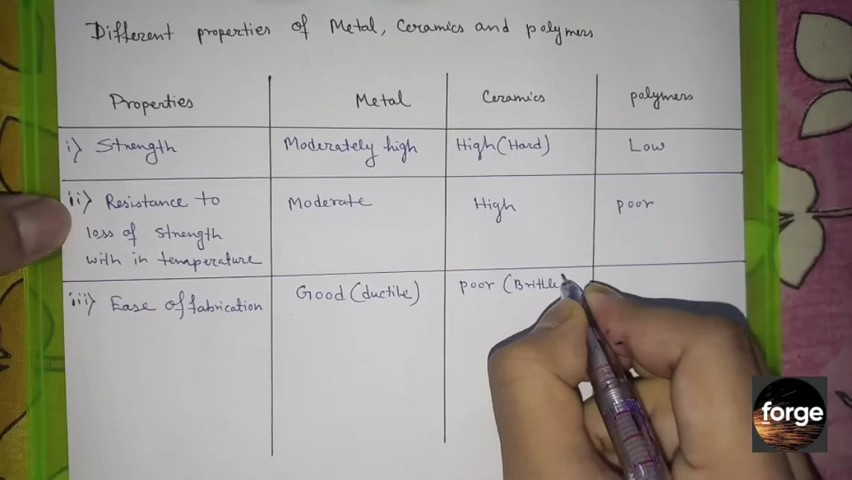 Different properties of Metal, Ceramics and polymers
Properties Metal Ceramics polymers
i) Strength Moderately high High (Hard) Low
ii) Resistance to Moderate High poor
loss of strength
with in temperature
iii) Ease of fabrication Good (ductile) poor (Brittle
forge